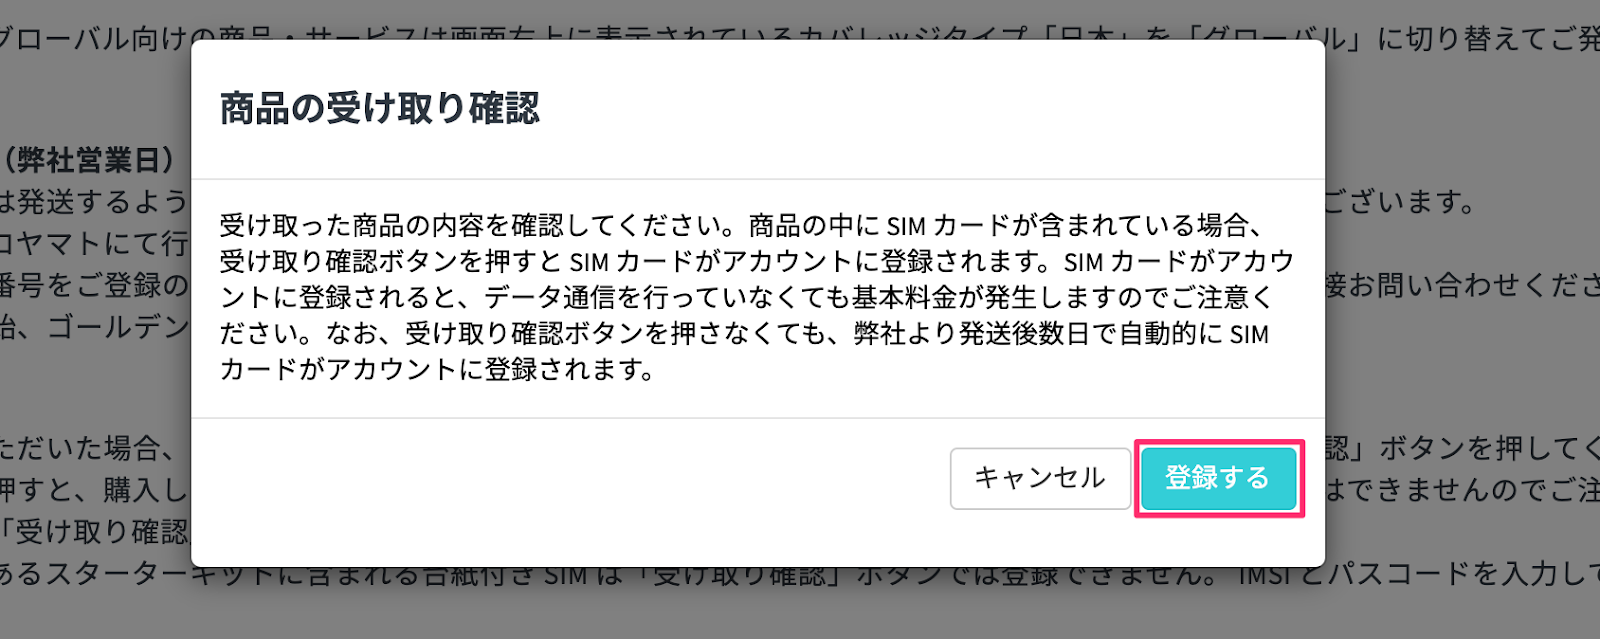 グローバル向けの商品・サービスは画面右上に表示されているカバレッジタイプ「日本」を「グローバル」に切り替えてご発
商品の受け取り確認
（弊社営業日）
は発送するよう
ございます。
受け取った商品の内容を確認してください。商品の中に SIM カードが含まれている場合、
コヤマトにて行
受け取り確認ボタンを押すと SIM カードがアカウントに登録されます。SIM カードがアカウ
番号をご登録の
接お問い合わせくださ
ントに登録されると、データ通信を行っていなくても基本料金が発生しますのでご注意く
始、ゴールデン
ださい。なお、受け取り確認ボタンを押さなくても、弊社より発送後数日で自動的に SIM
カードがアカウントに登録されます。
ただいた場合、
認」ボタンを押してく
キャンセル
登録する
押すと、購入し
はできませんのでご注
「受け取り確認
あるスターターキットに含まれる台紙付き SIM は「受け取り確認」ボタンでは登録できません。 IMSI とパスコードを入力して